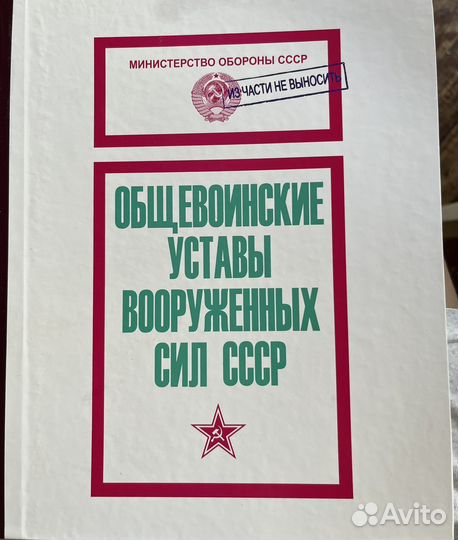 МИНИСТЕРСТВО ОБОРОНЫ СССР
ИЗ ЧАСТИ НЕ ВЫНОСИТЬ
ОБЩЕВОИНСКИЕ
УСТАВЫ
ВООРУЖЕННЫХ
СИЛ СССР
Avito